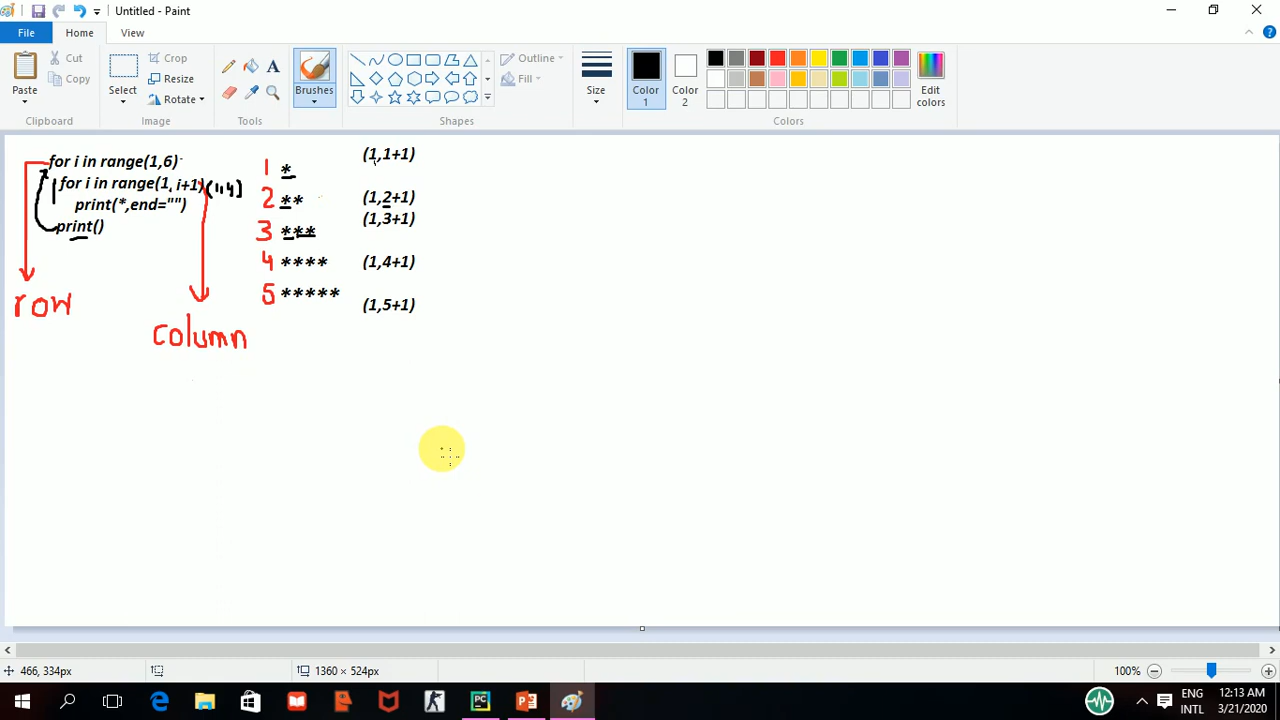 Untitled - Paint
File Home View
Paste
Cut
Copy
Clipboard
Select
Crop
Resize
Rotate
Image
Tools
Brushes
Shapes
Outline
Fill
Size
Color 1
Color 2
Edit colors
Colors
for i in range(1,6)
for i in range(1, i+1) (1,4]
print(*,end="")
print()
row
column
1 * (1,1+1)
2 ** (1,2+1)
3 *** (1,3+1)
4 **** (1,4+1)
5 ***** (1,5+1)
466, 334px
1360 × 524px
100%
ENG
INTL
12:13 AM
3/21/2020